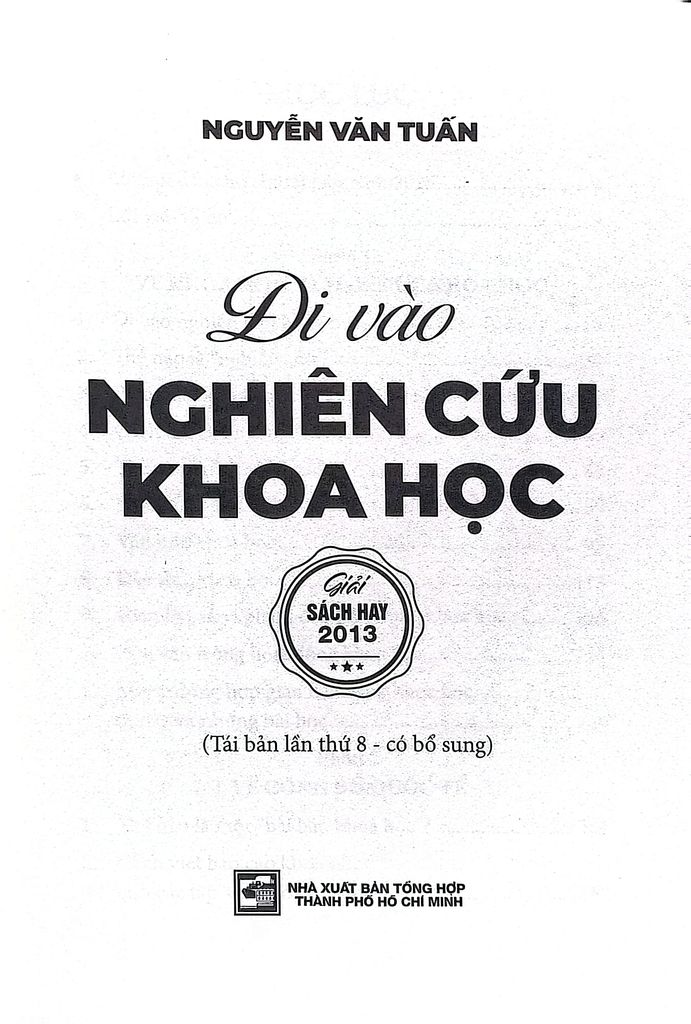 NGUYỄN VĂN TUẤN
Đi vào
NGHIÊN CỨU
KHOA HỌC
Giải
SÁCH HAY
2013
(Tái bản lần thứ 8 - có bổ sung)
NHÀ XUẤT BẢN TỔNG HỢP
THÀNH PHỐ HỒ CHÍ MINH